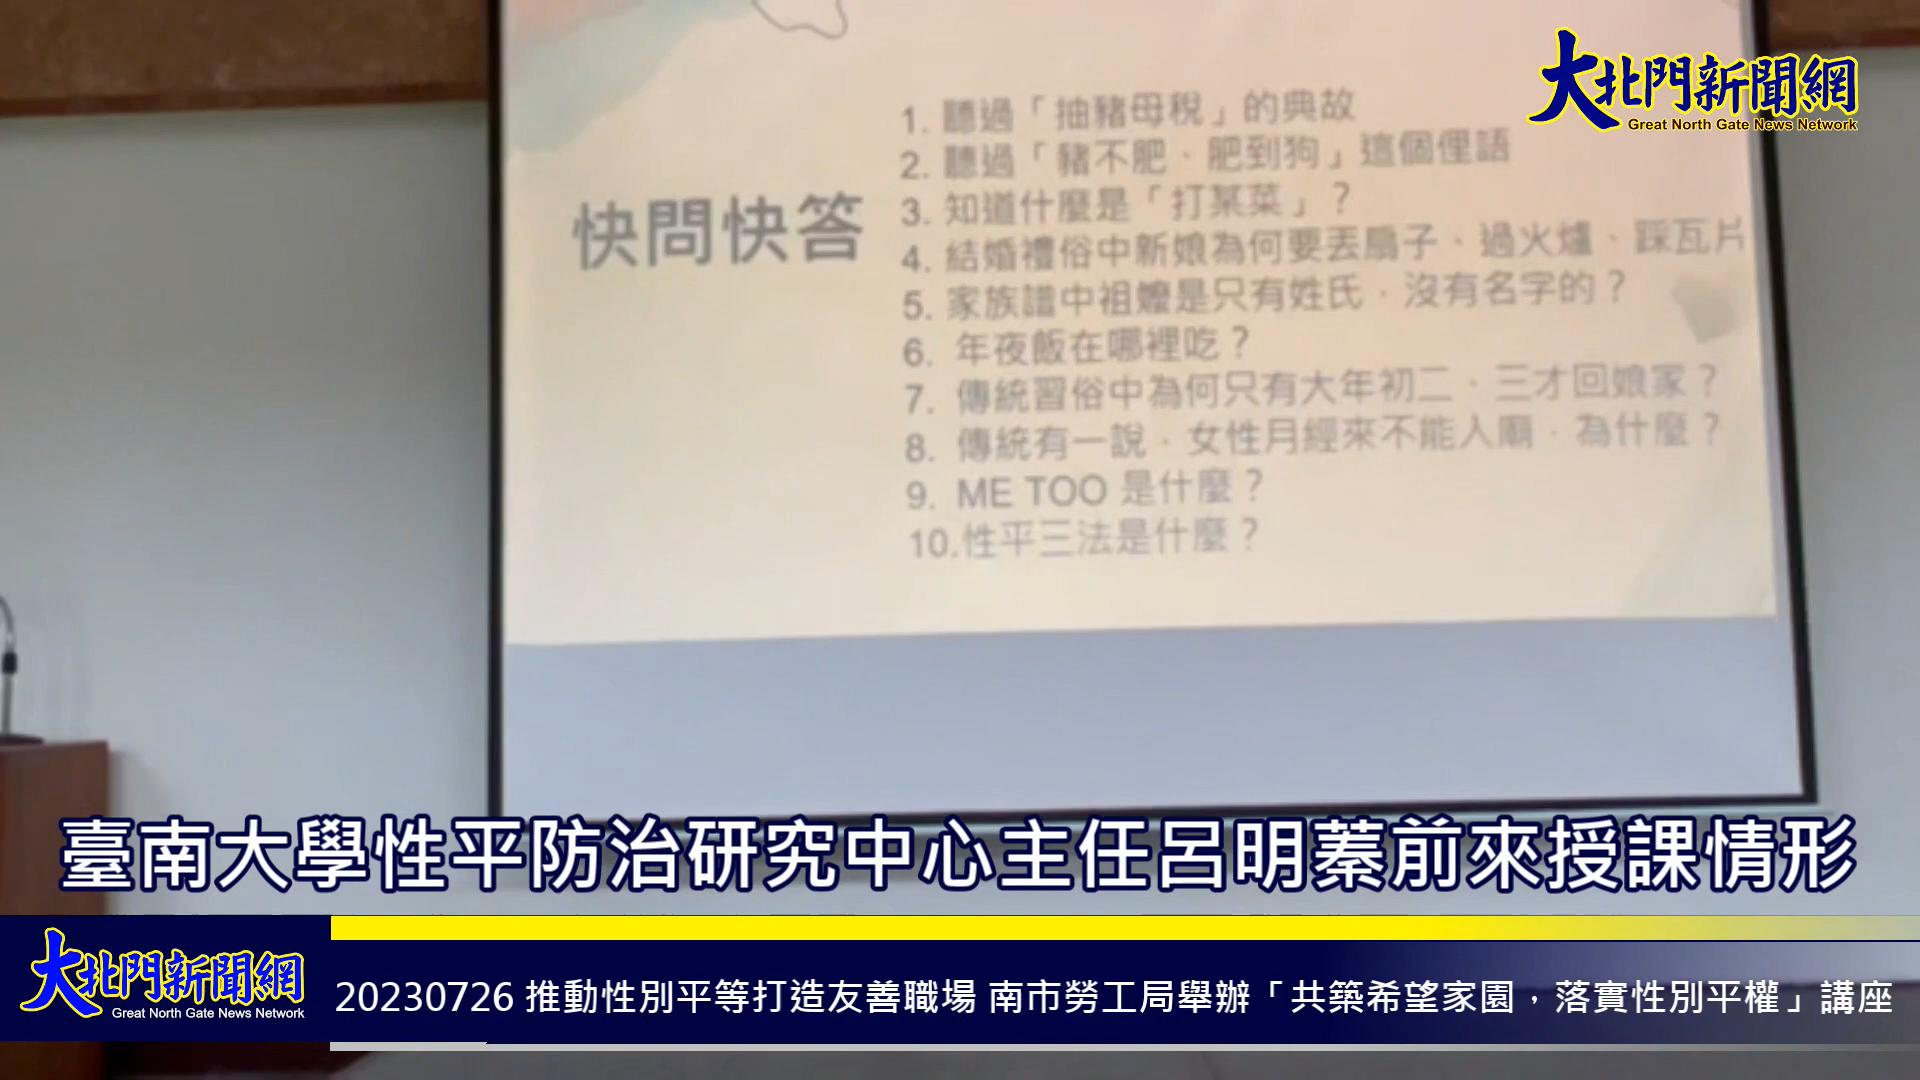 大北門新聞網
Great North Gate News Network
快問快答
1. 聽過「抽豬母稅」的典故
2. 聽過「豬不肥，肥到狗」這個俚語
3. 知道什麼是「打某菜」？
4. 結婚禮俗中新娘為何要丟扇子、過火爐、踩瓦片
5. 家族譜中祖嬤是只有姓氏，沒有名字的？
6. 年夜飯在哪裡吃？
7. 傳統習俗中為何只有大年初二、三才回娘家？
8. 傳統有一說，女性月經來不能入廟，為什麼？
9. ME TOO 是什麼？
10.性平三法是什麼？
臺南大學性平防治研究中心主任呂明蓁前來授課情形
大北門新聞網
Great North Gate News Network
20230726 推動性別平等打造友善職場 南市勞工局舉辦「共築希望家園，落實性別平權」講座